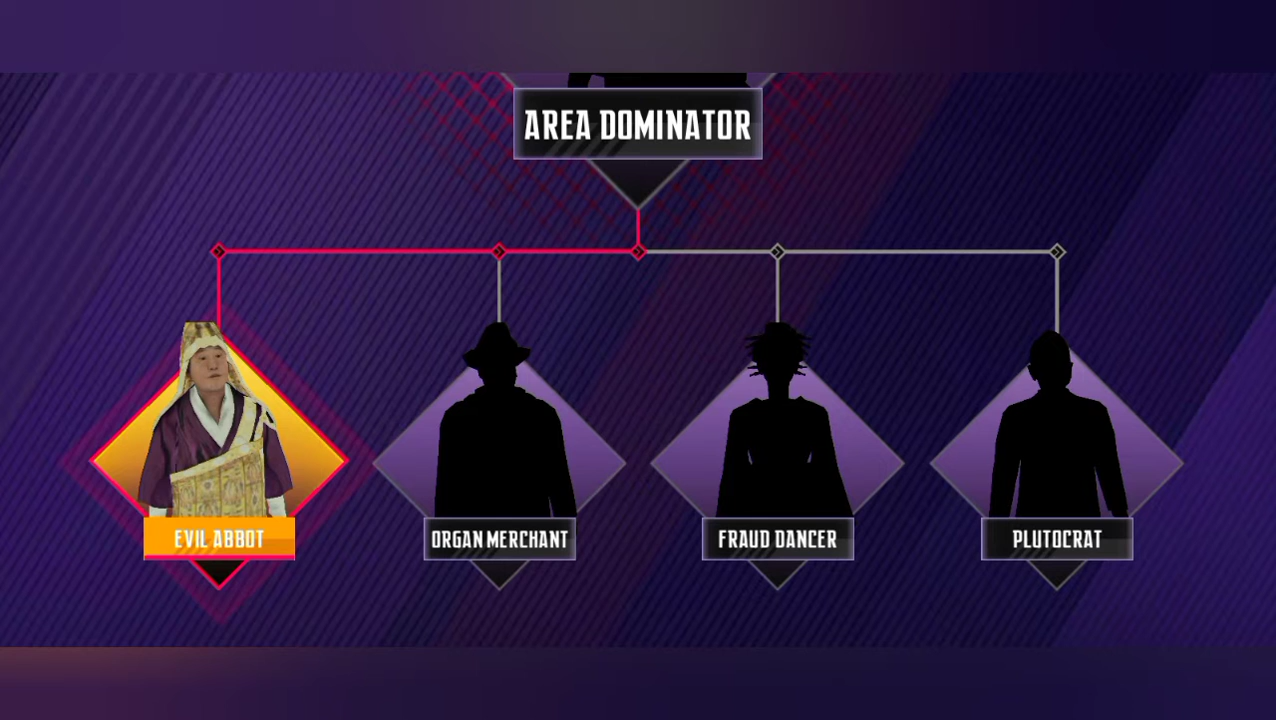 AREA DOMINATOR
EVIL ABBOT
ORGAN MERCHANT
FRAUD DANCER
PLUTOCRAT